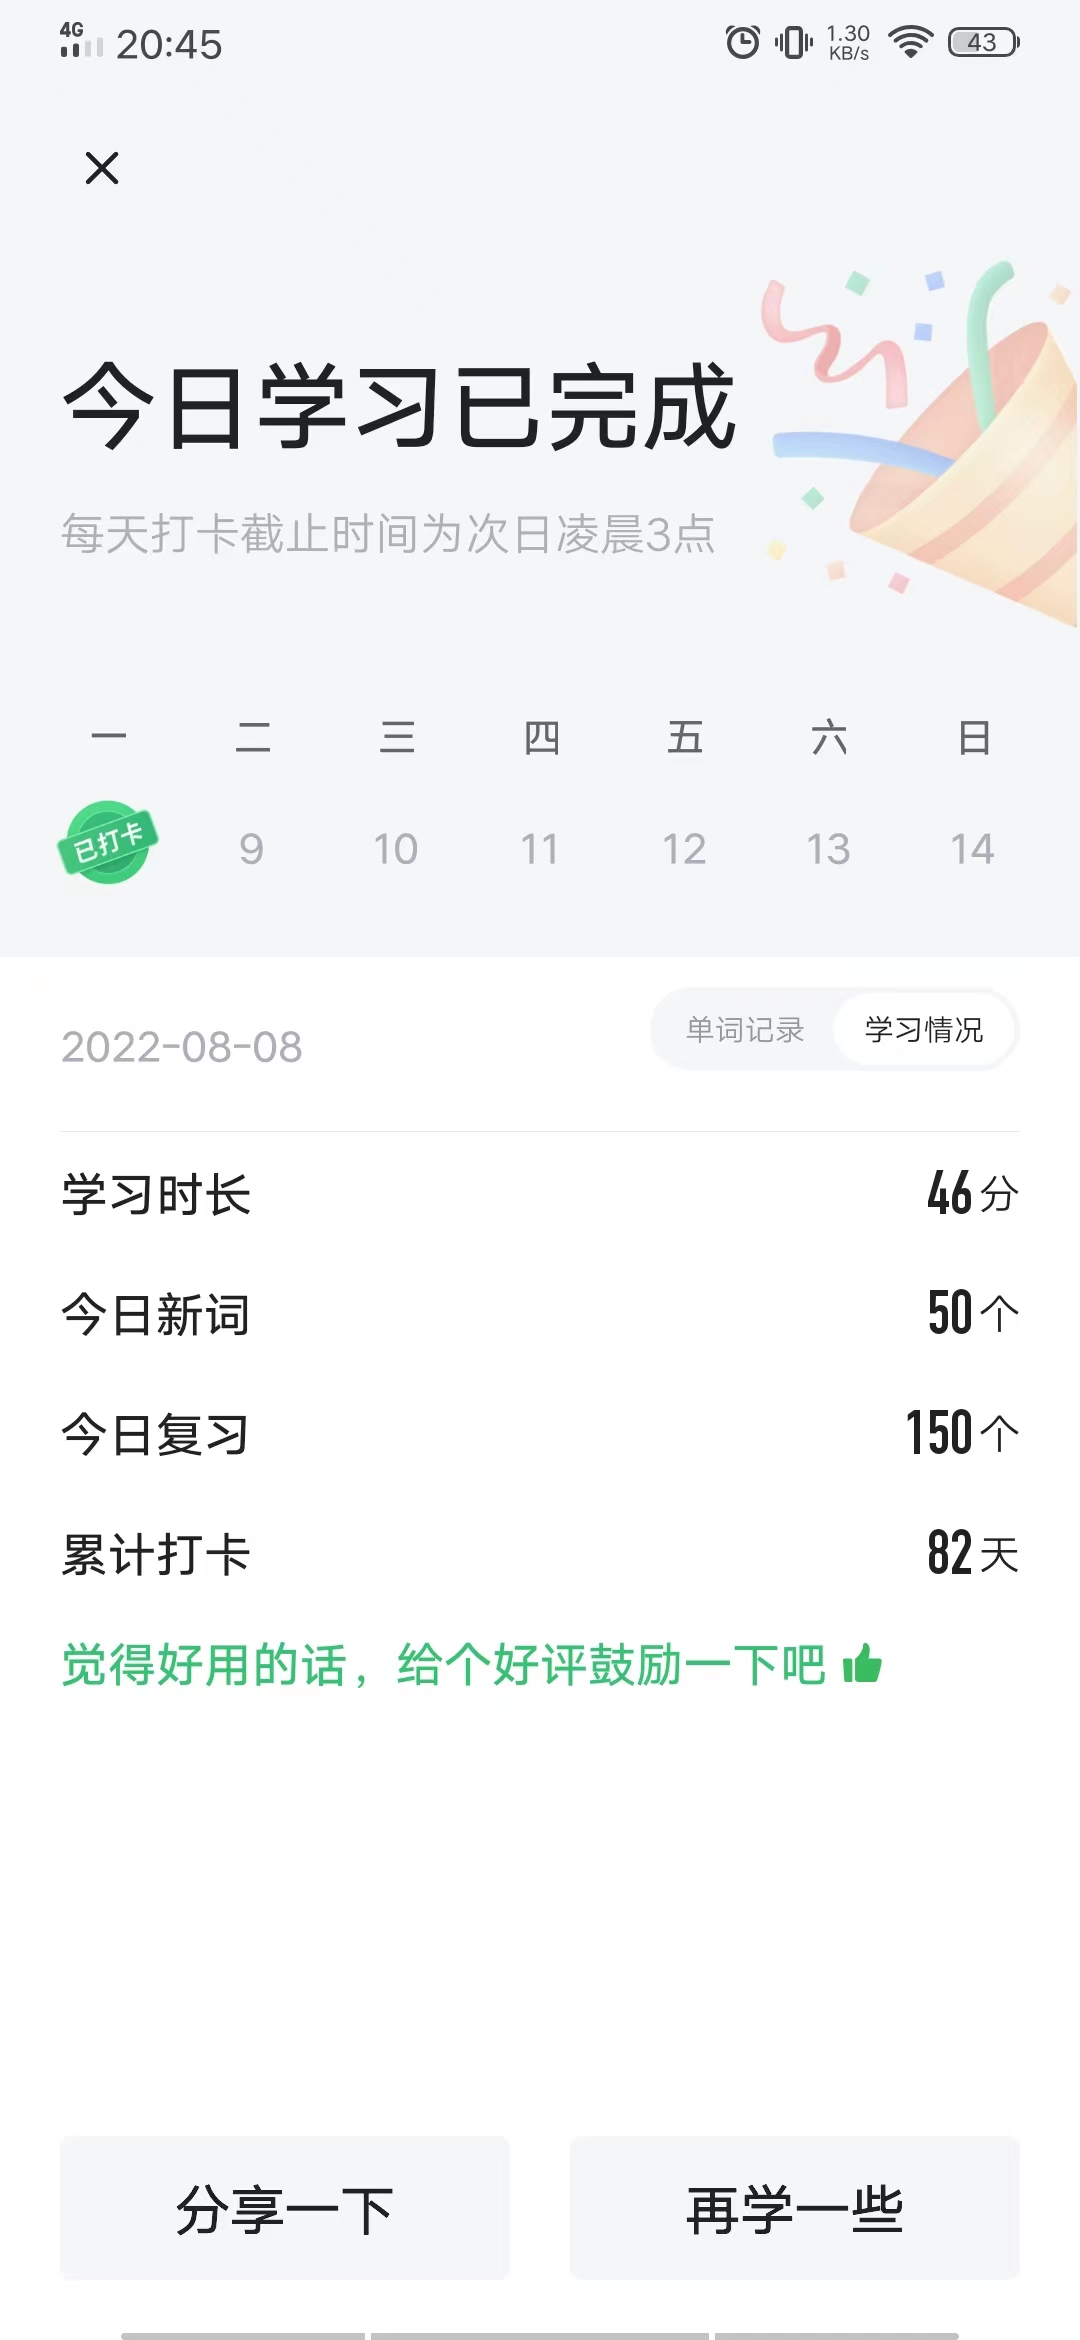 4G 20:45 1.30 KB/s 43
今日学习已完成
每天打卡截止时间为次日凌晨3点
一 二 三 四 五 六 日
已打卡 9 10 11 12 13 14
2022-08-08 单词记录 学习情况
学习时长 46分
今日新词 50个
今日复习 150个
累计打卡 82天
觉得好用的话，给个好评鼓励一下吧
分享一下 再学一些